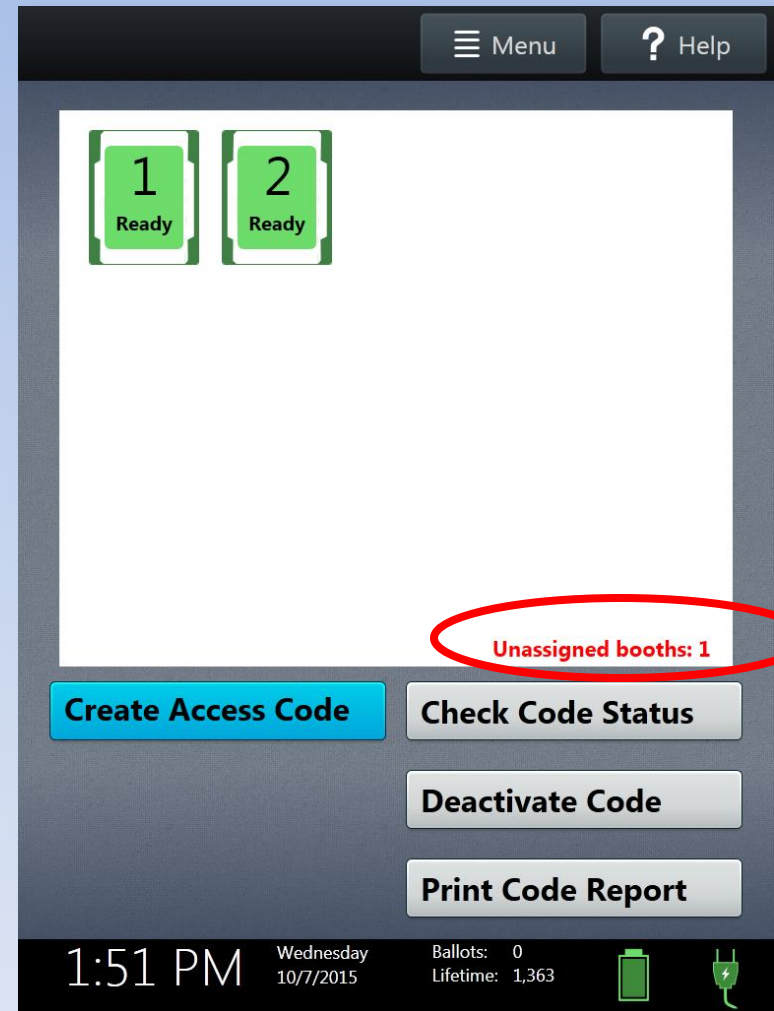 Menu
? Help
1
Ready
2
Ready
Unassigned booths: 1
Create Access Code
Check Code Status
Deactivate Code
Print Code Report
1:51 PM
Wednesday
10/7/2015
Ballots: 0
Lifetime: 1,363